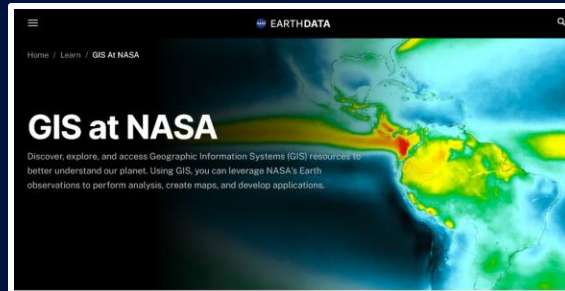 NASA EARTHDATA
Home / Learn / GIS At NASA
GIS at NASA
Discover, explore, and access Geographic Information Systems (GIS) resources to
better understand our planet. Using GIS, you can leverage NASA's Earth
observations to perform analysis, create maps, and develop applications.